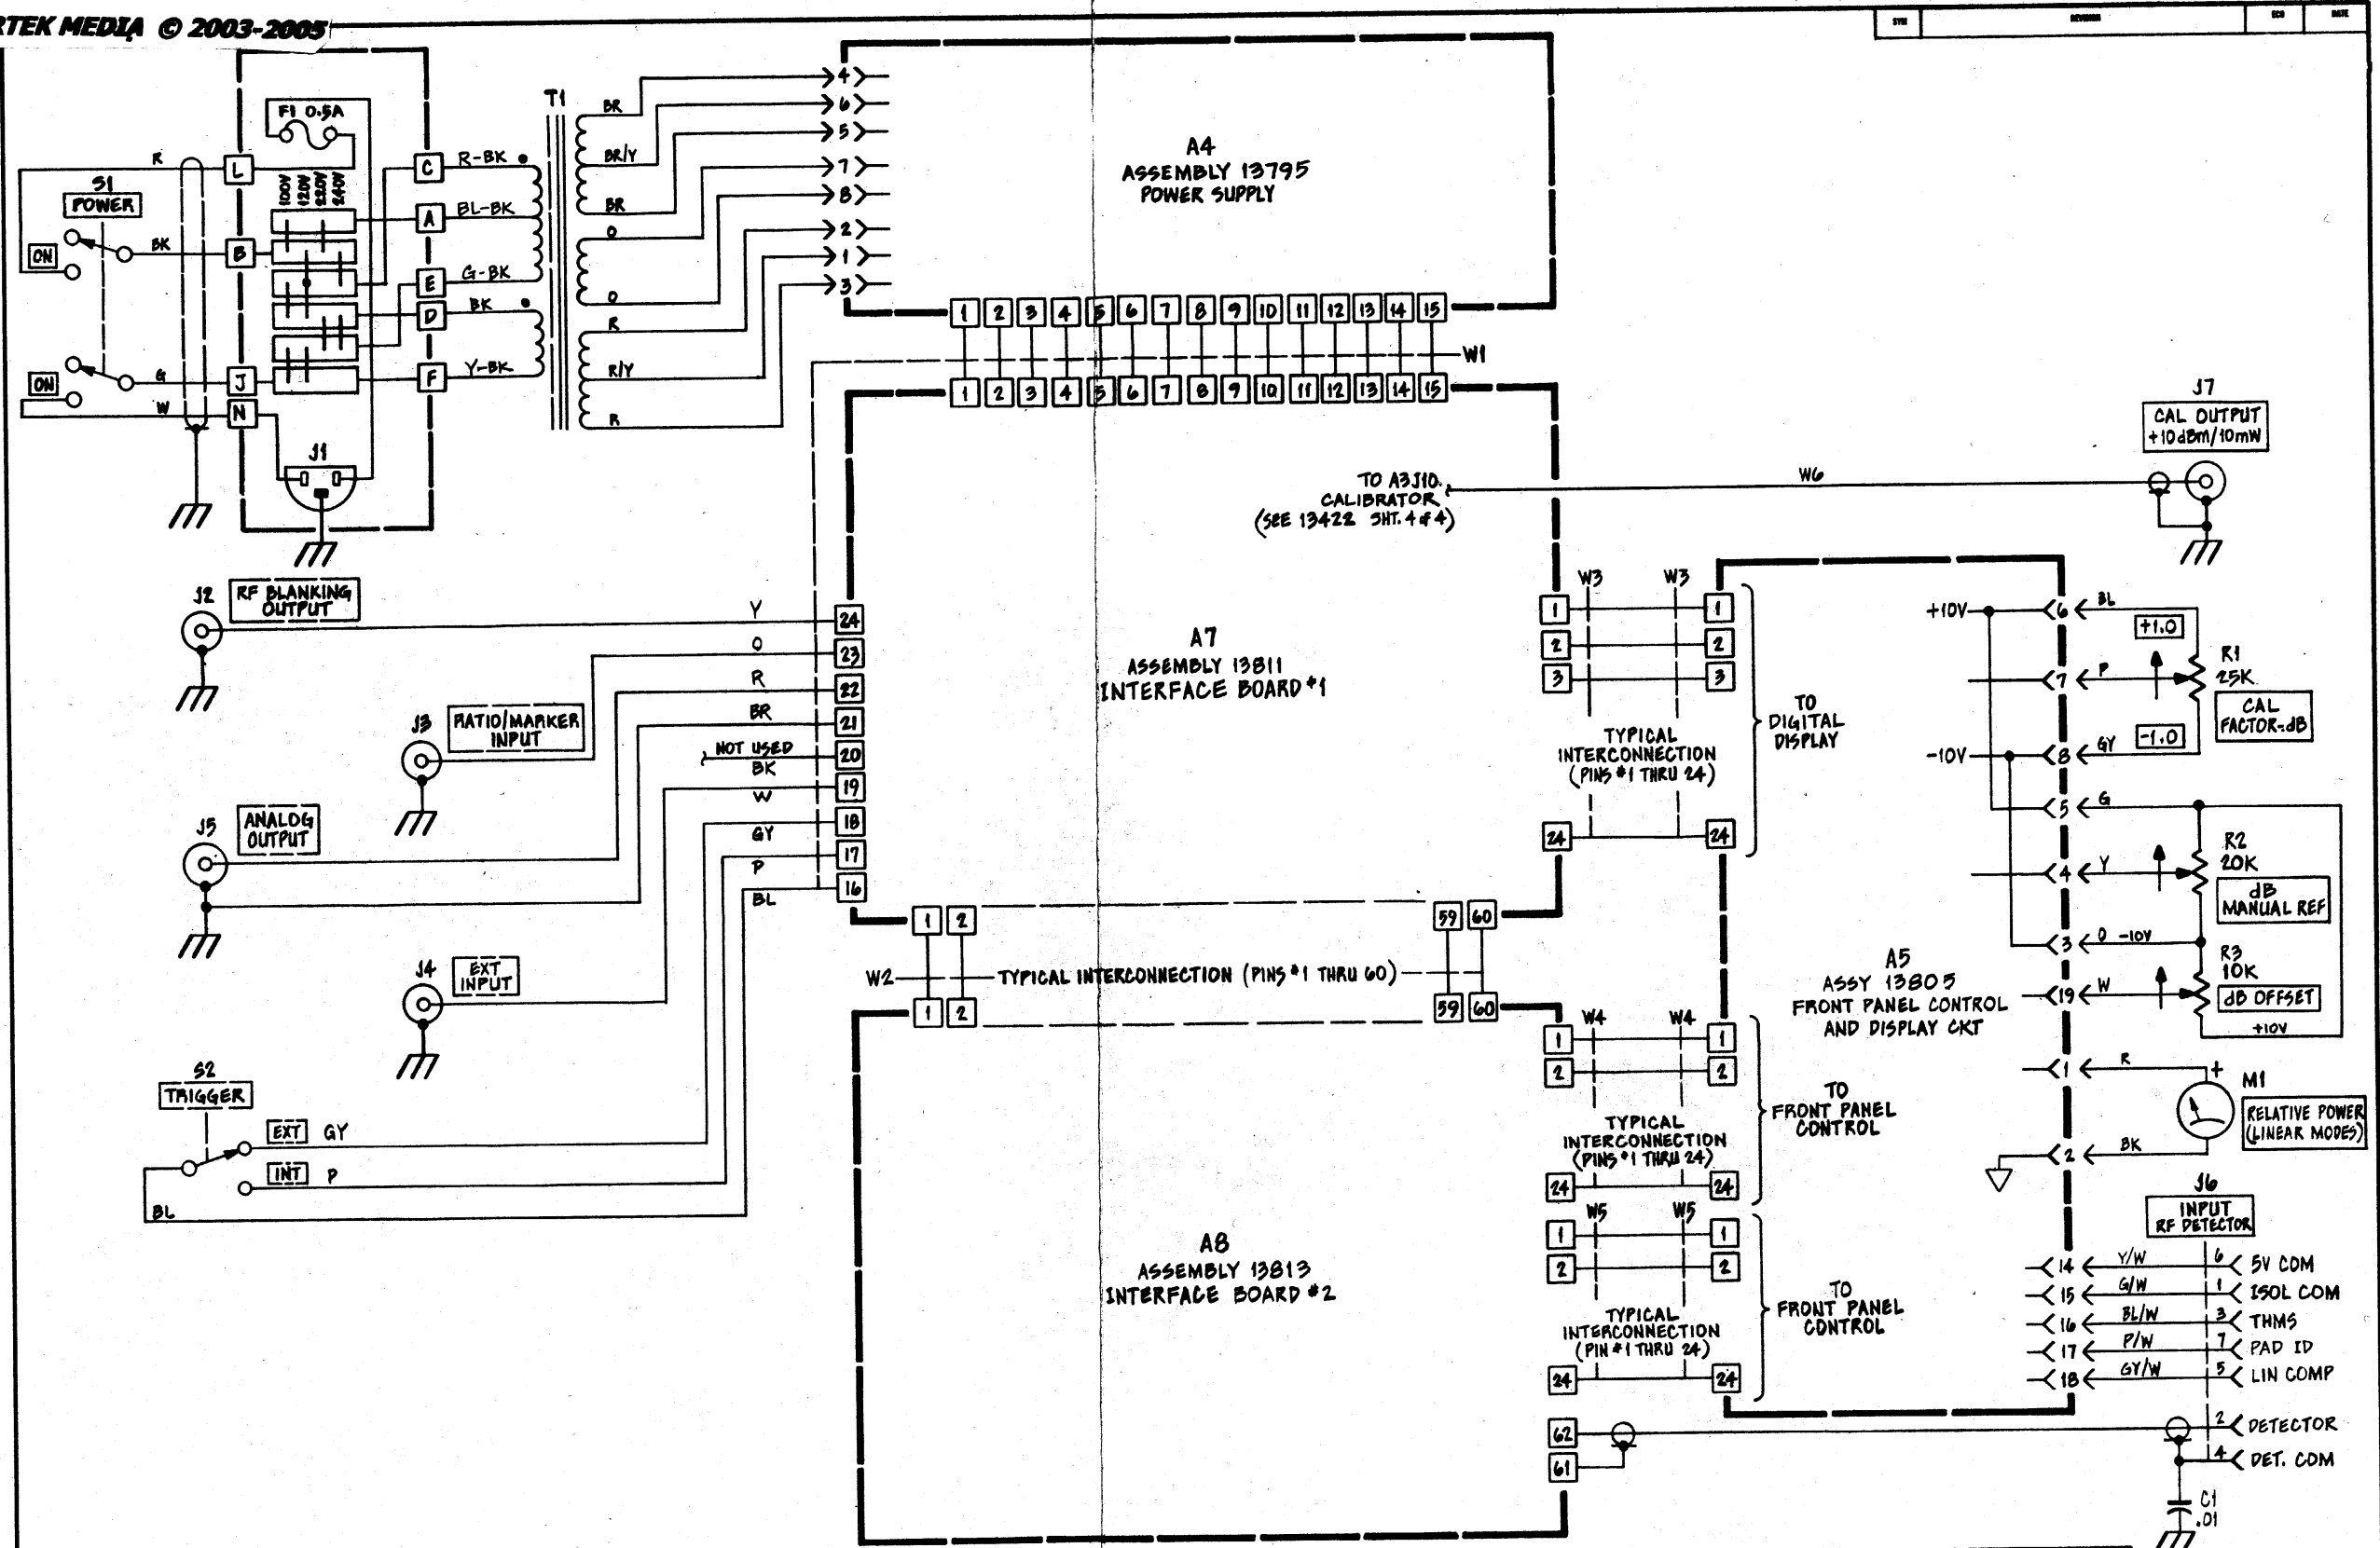 RTEK MEDIA © 2003-2005
SYM
REVISION
ECO
DATE
F1 0.5A
100V
120V
220V
240V
S1
POWER
ON
ON
R
BK
G
W
L
B
J
N
C
A
E
D
F
J1
R-BK
BL-BK
G-BK
BK
Y-BK
T1
BR
BR/Y
BR
O
O
R
R/Y
R
4
6
5
7
8
2
1
3
A4
ASSEMBLY 13795
POWER SUPPLY
1 2 3 4 5 6 7 8 9 10 11 12 13 14 15
W1
1 2 3 4 5 6 7 8 9 10 11 12 13 14 15
TO A3J10
CALIBRATOR
(SEE 13422 SHT. 4 of 4)
W6
J7
CAL OUTPUT
+10dBm/10mW
J2
RF BLANKING
OUTPUT
J3
RATIO/MARKER
INPUT
J5
ANALOG
OUTPUT
J4
EXT
INPUT
S2
TRIGGER
EXT GY
INT P
BL
Y
O
R
BR
NOT USED
BK
W
GY
P
BL
24
23
22
21
20
19
18
17
16
A7
ASSEMBLY 13811
INTERFACE BOARD #1
W3 W3
1 1
2 2
3 3
TYPICAL
INTERCONNECTION
(PINS #1 THRU 24)
24 24
TO
DIGITAL
DISPLAY
1 2
59 60
W2
TYPICAL INTERCONNECTION (PINS #1 THRU 60)
1 2
59 60
A8
ASSEMBLY 13813
INTERFACE BOARD #2
W4 W4
1 1
2 2
TYPICAL
INTERCONNECTION
(PINS #1 THRU 24)
24 24
TO
FRONT PANEL
CONTROL
W5 W5
1 1
2 2
TYPICAL
INTERCONNECTION
(PIN #1 THRU 24)
24 24
TO
FRONT PANEL
CONTROL
62
61
A5
ASSY 13805
FRONT PANEL CONTROL
AND DISPLAY CKT
+10V
6 BL
+1.0
7 P
R1
25K
CAL
FACTOR-dB
-10V
8 GY
-1.0
5 G
4 Y
R2
20K
dB
MANUAL REF
3 O -10V
R3
10K
19 W
dB OFFSET
+10V
1 R
+
M1
RELATIVE POWER
(LINEAR MODES)
2 BK
J6
INPUT
RF DETECTOR
14 Y/W 6 5V COM
15 G/W 1 ISOL COM
16 BL/W 3 THMS
17 P/W 7 PAD ID
18 GY/W 5 LIN COMP
2 DETECTOR
4 DET. COM
C1
.01